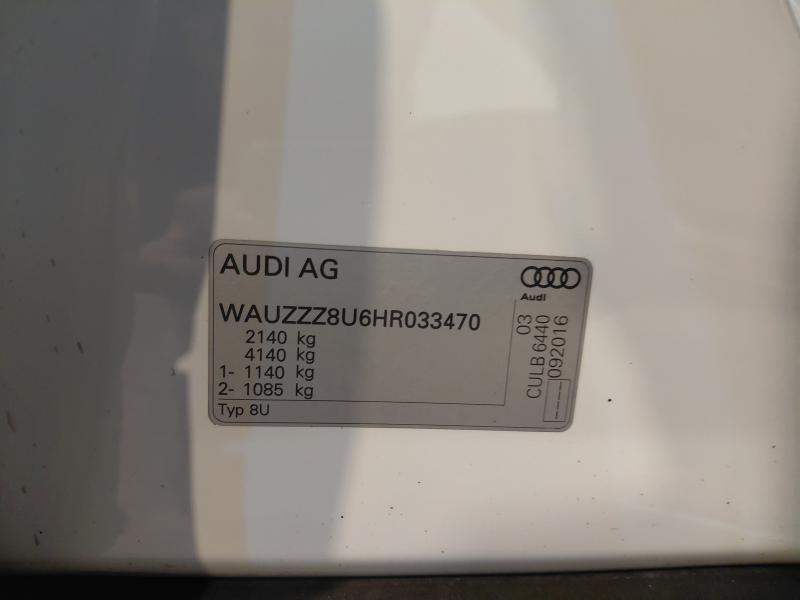 AUDI AG
Audi
WAUZZZ8U6HR033470
2140 kg
4140 kg
1- 1140 kg
2- 1085 kg
Typ 8U
03
CULB 6440
092016